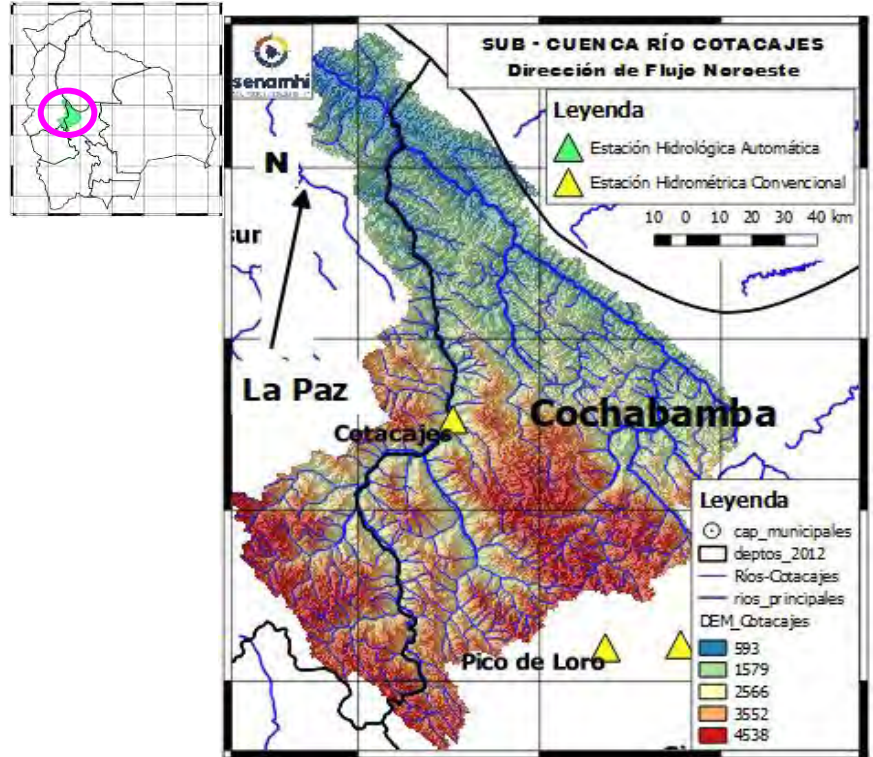 senamhi
SUB - CUENCA RÍO COTACAJES
Dirección de Flujo Noroeste
Leyenda
Estación Hidrológica Automática
Estación Hidrométrica Convencional
10 0 10 20 30 40 km
N
sur
La Paz
Cochabamba
Cotacajes
Pico de Loro
Leyenda
cap_municipales
deptos_2012
Ríos-Cotacajes
rios_principales
DEM_Cotacajes
593
1579
2566
3552
4538